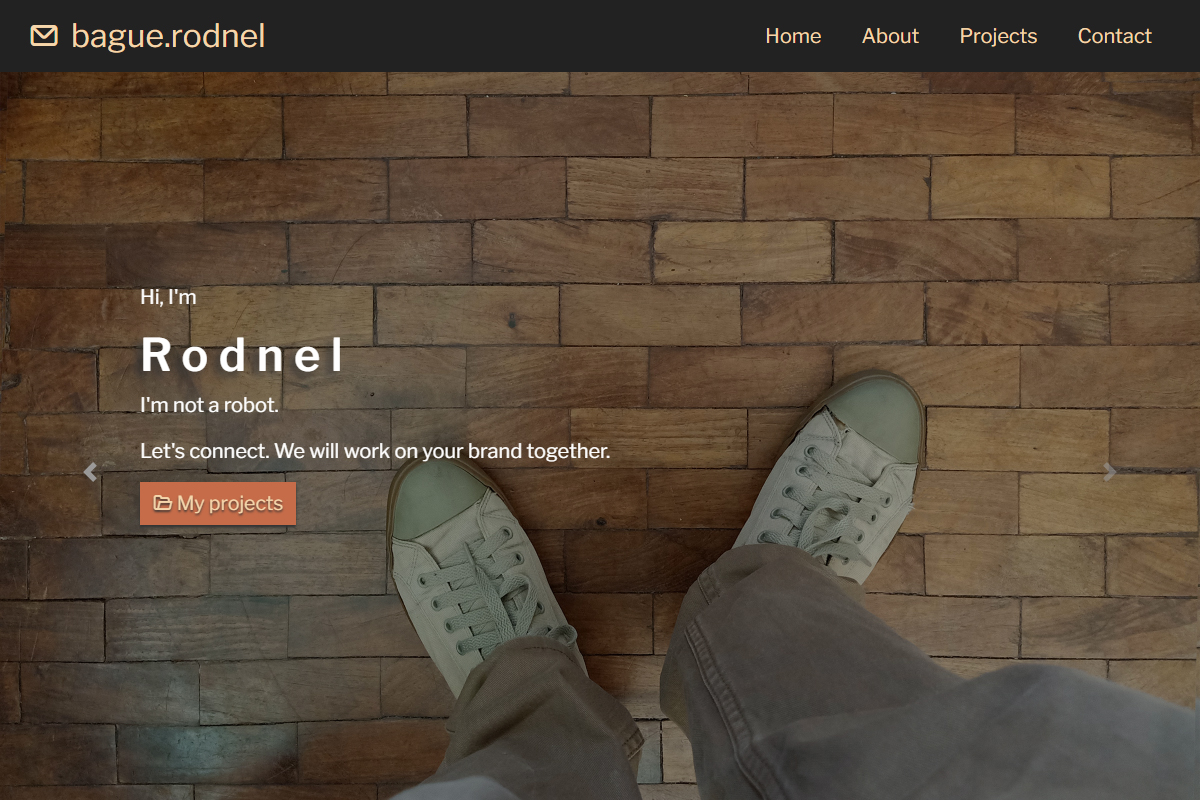 bague.rodnel
Home About Projects Contact
Hi, I'm
Rodnel
I'm not a robot.
Let's connect. We will work on your brand together.
My projects